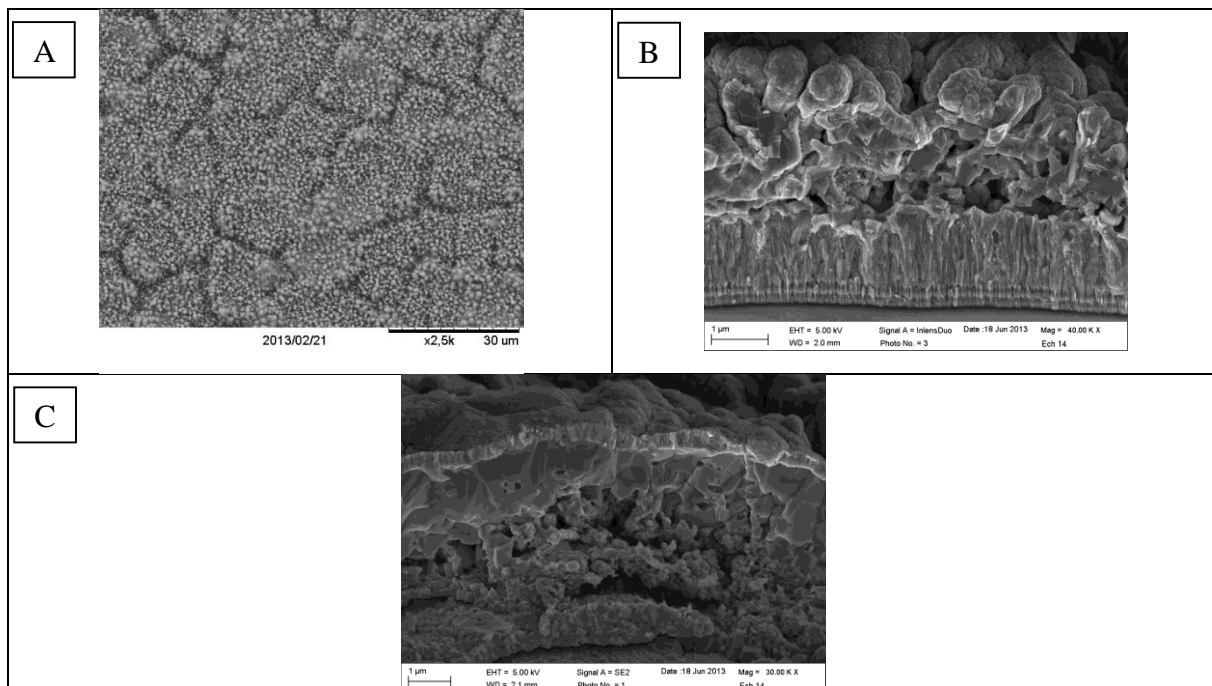 A
2013/02/21 x2,5k 30 um
B
1 µm EHT = 5.00 kV Signal A = InlensDuo Date :18 Jun 2013 Mag = 40.00 K X
WD = 2.0 mm Photo No. = 3 Ech 14
C
1 µm EHT = 5.00 kV Signal A = SE2 Date :18 Jun 2013 Mag = 30.00 K X
WD = 2.1 mm Photo No. = 1 Ech 14